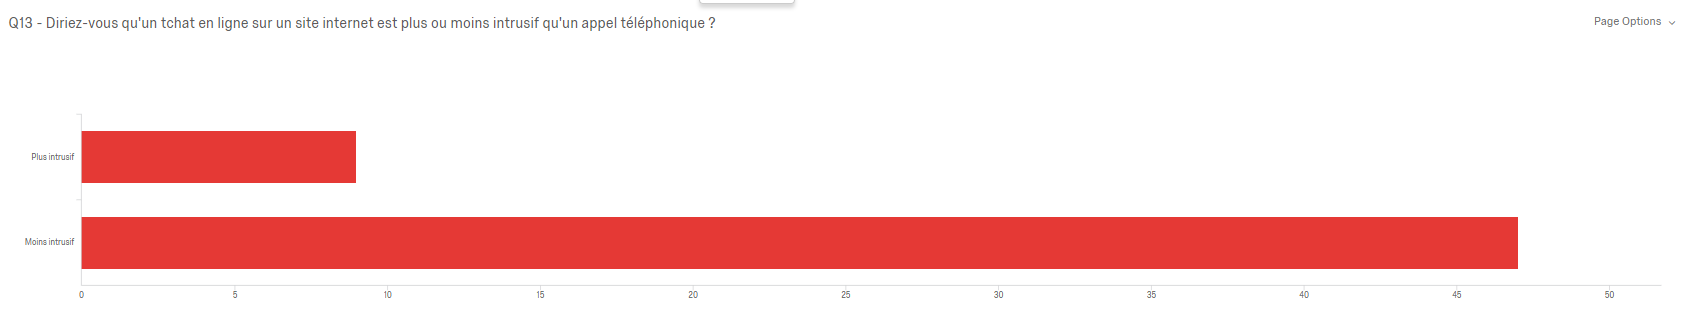 Q13 - Diriez-vous qu'un tchat en ligne sur un site internet est plus ou moins intrusif qu'un appel téléphonique ?
Page Options
Plus intrusif
Moins intrusif
0 5 10 15 20 25 30 35 40 45 50